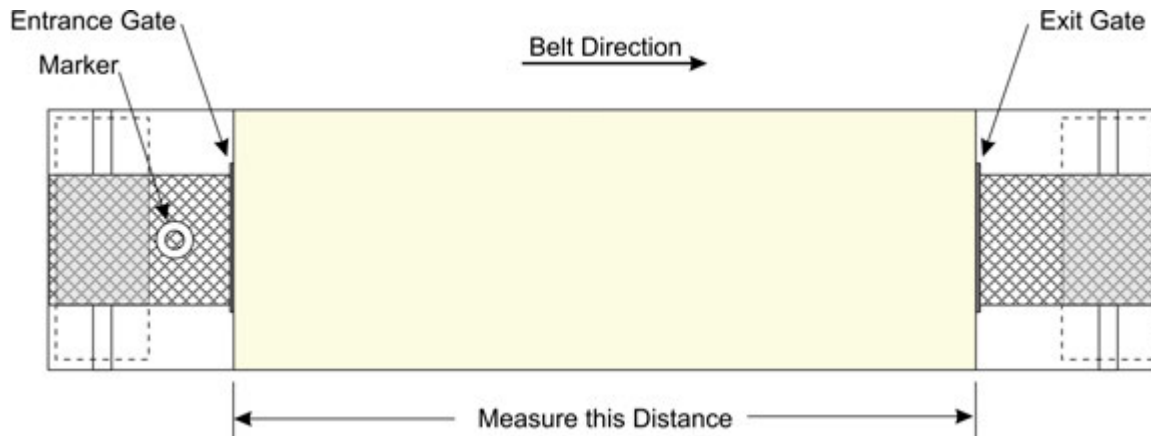 Entrance Gate
Exit Gate
Belt Direction
Marker
Measure this Distance